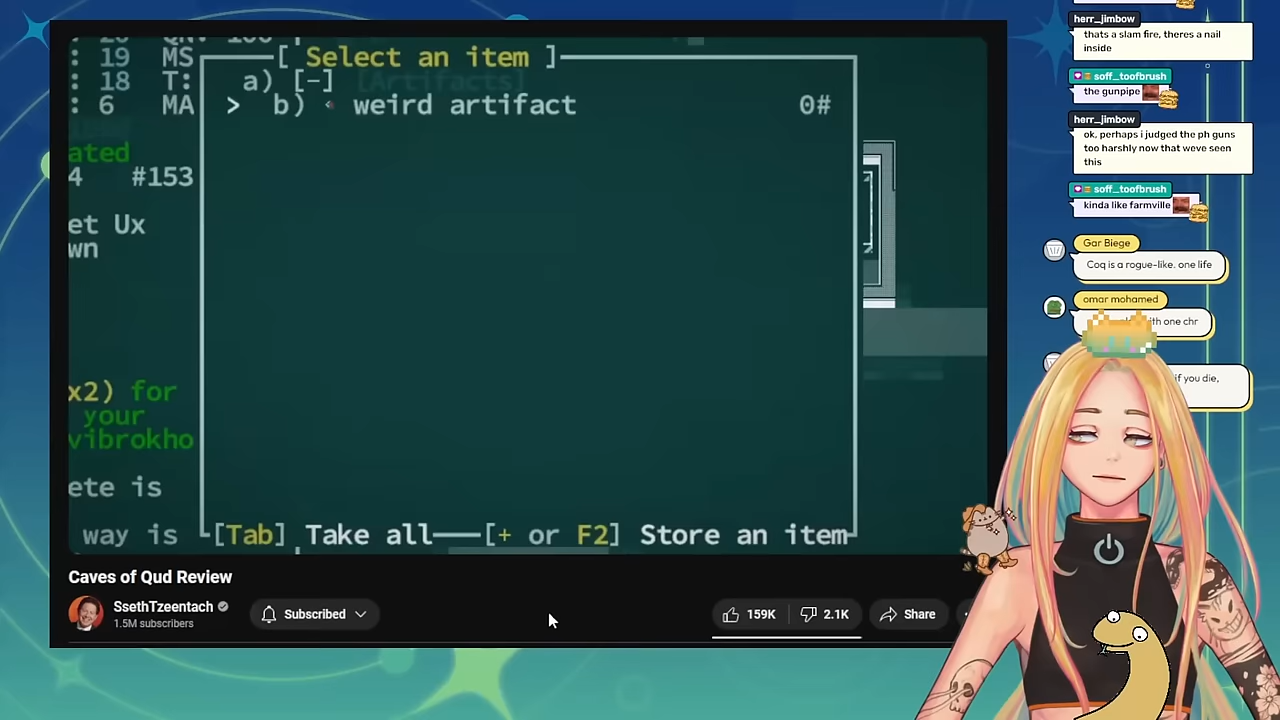 : 19 MS
[ Select an item ]
: 18 T:
a) [-]
: 6 MA
> b) weird artifact 0#
ated
4 #153
et Ux
wn
x2) for
your
vibrokho
ete is
way is
[Tab] Take all
[+ or F2] Store an item
Caves of Qud Review
SsethTzeentach
1.5M subscribers
Subscribed
159K
2.1K
Share
herr_jimbow
thats a slam fire, theres a nail
inside
soff_toofbrush
the gunpipe
herr_jimbow
ok, perhaps i judged the ph guns
too harshly now that weve seen
this
soff_toofbrush
kinda like farmville
Gar Biege
Coq is a rogue-like. one life
omar mohamed
ith one chr
if you die,